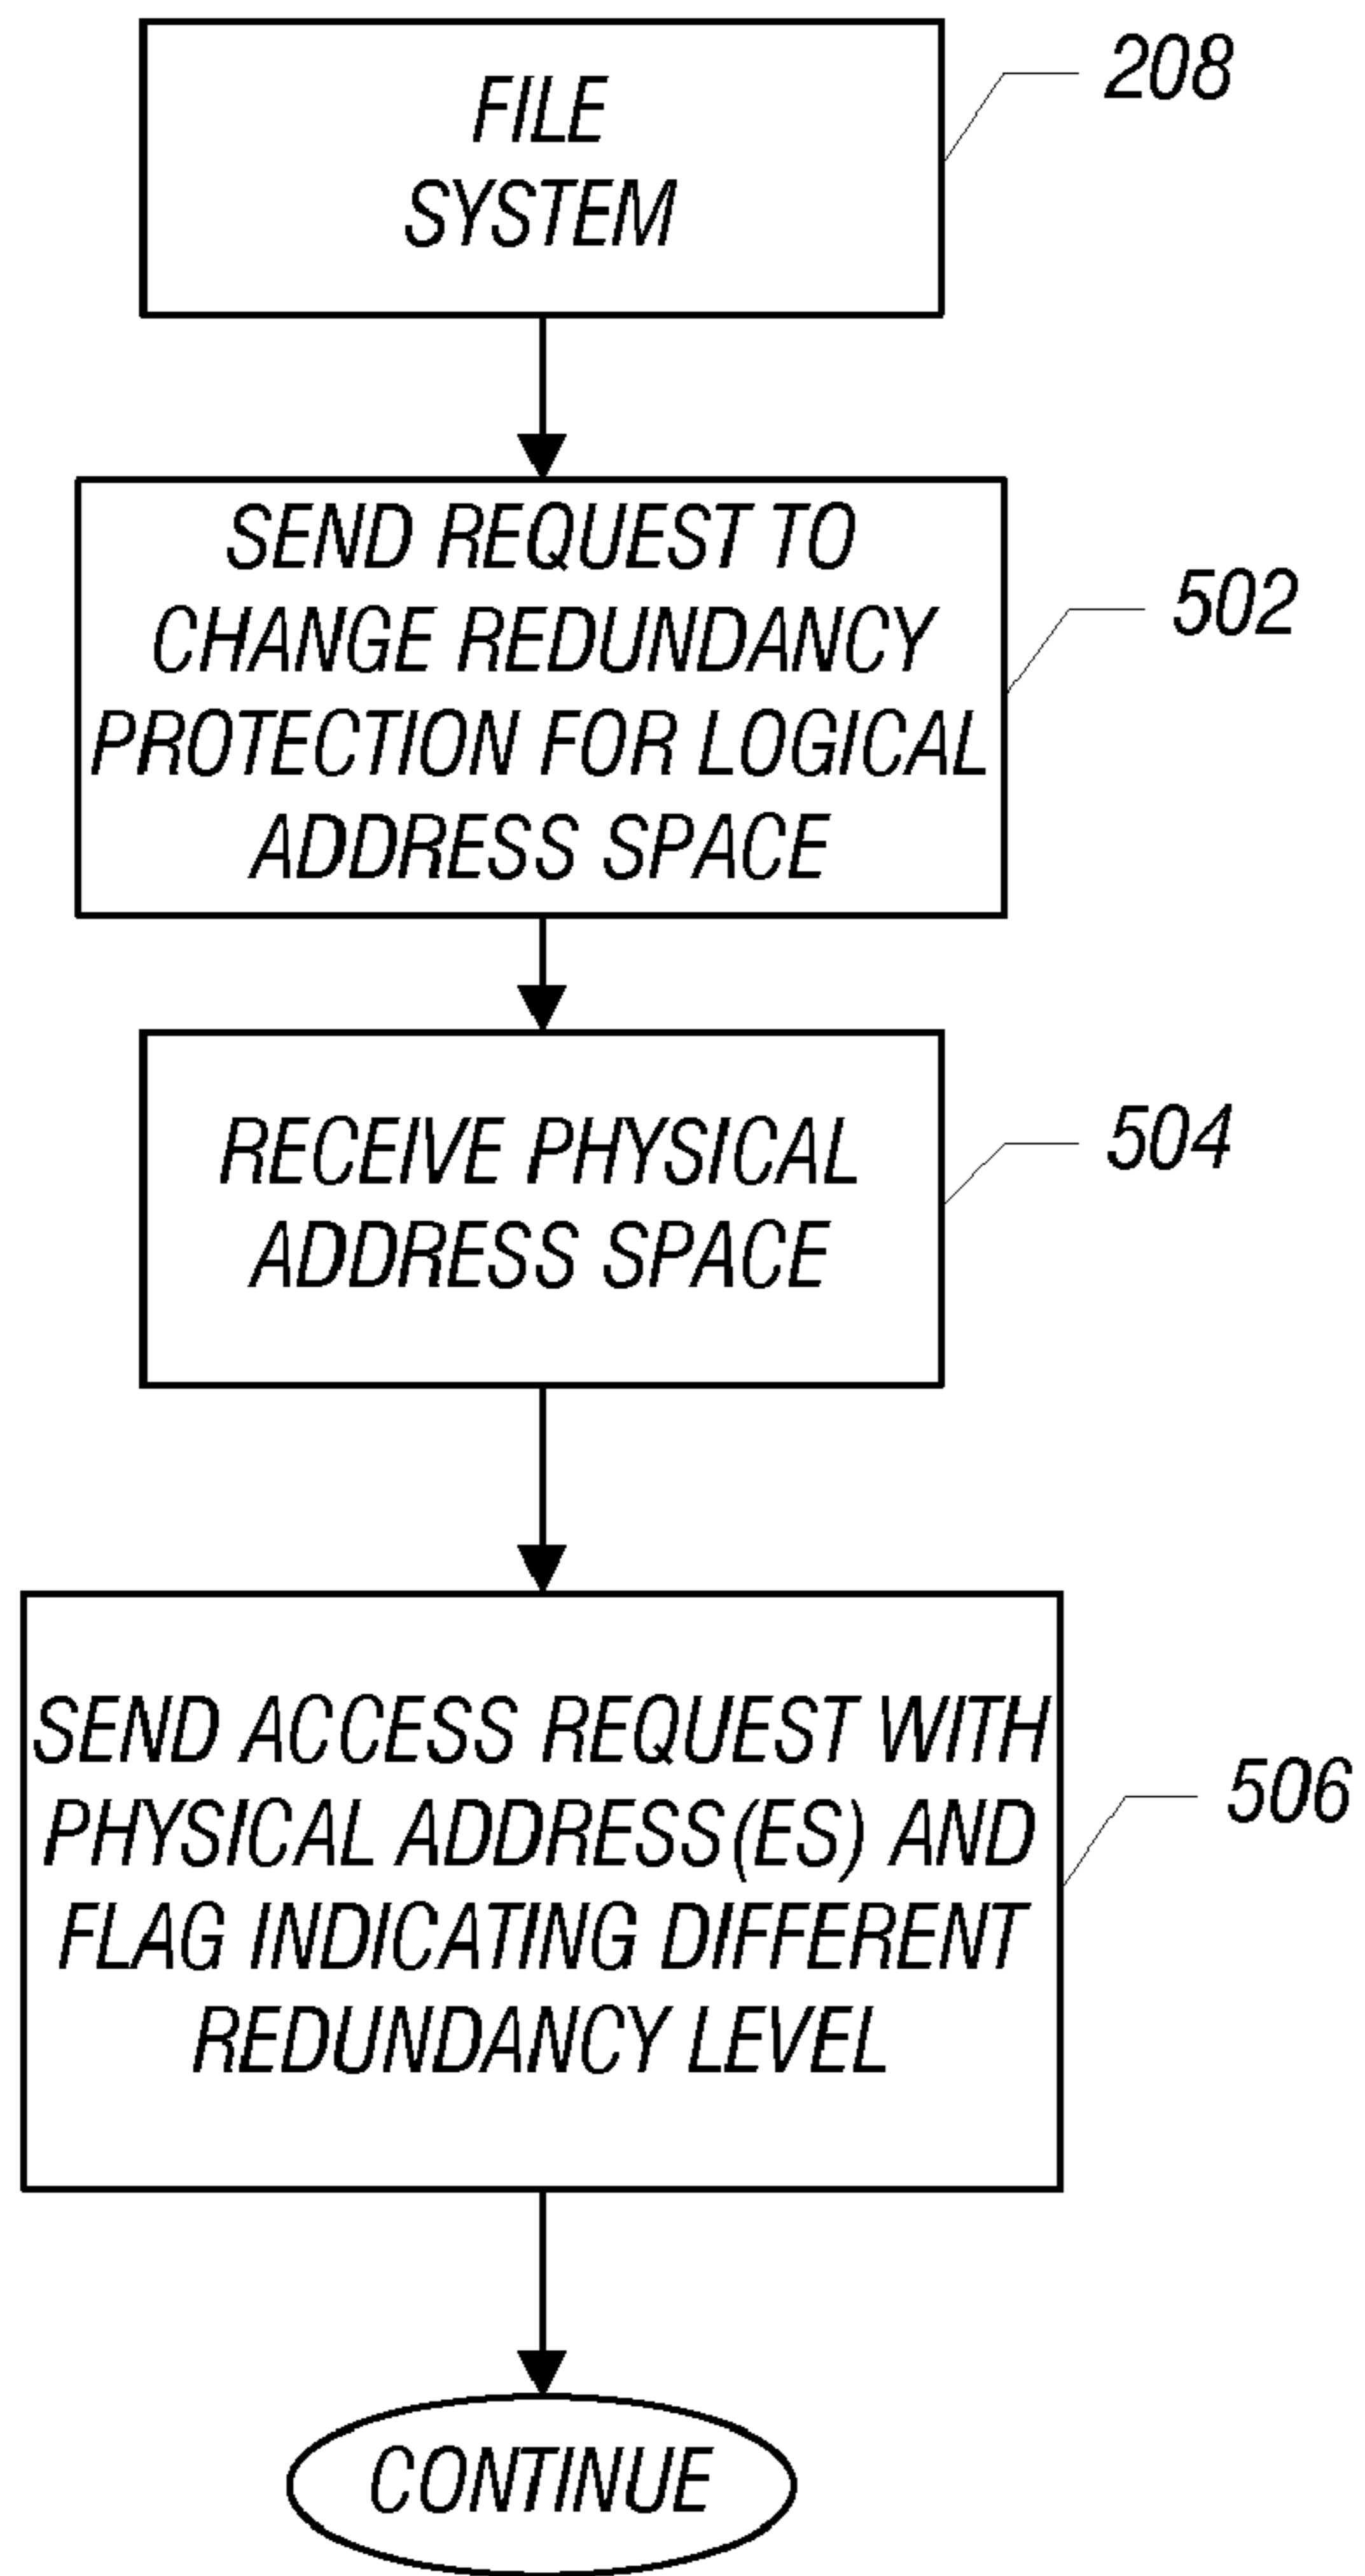 FILE
SYSTEM
208
SEND REQUEST TO
CHANGE REDUNDANCY
PROTECTION FOR LOGICAL
ADDRESS SPACE
502
RECEIVE PHYSICAL
ADDRESS SPACE
504
SEND ACCESS REQUEST WITH
PHYSICAL ADDRESS(ES) AND
FLAG INDICATING DIFFERENT
REDUNDANCY LEVEL
506
CONTINUE